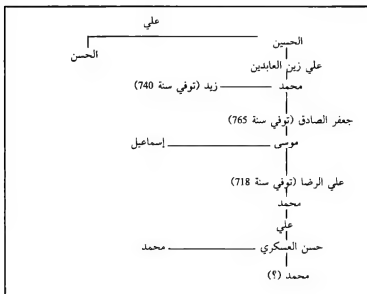 علي
الحسين
الحسن
علي زين العابدين
محمد زيد (توفي سنة 740)
جعفر الصادق (توفي سنة 765)
موسى إسماعيل
علي الرضا (توفي سنة 718)
محمد
علي
حسن العسكري محمد
محمد (؟)